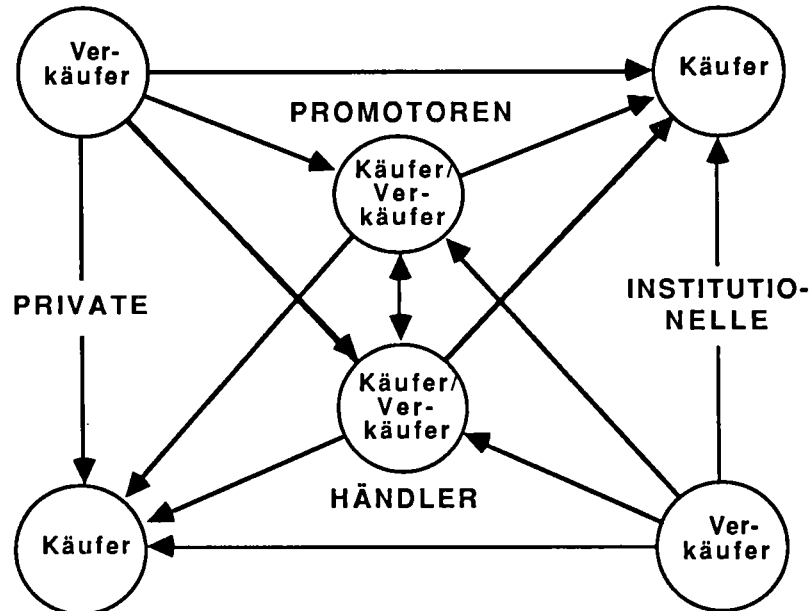 Ver-
käufer
Käufer
PROMOTOREN
Käufer/
Ver-
käufer
PRIVATE
INSTITUTIO-
NELLE
Käufer/
Ver-
käufer
HÄNDLER
Käufer
Ver-
käufer